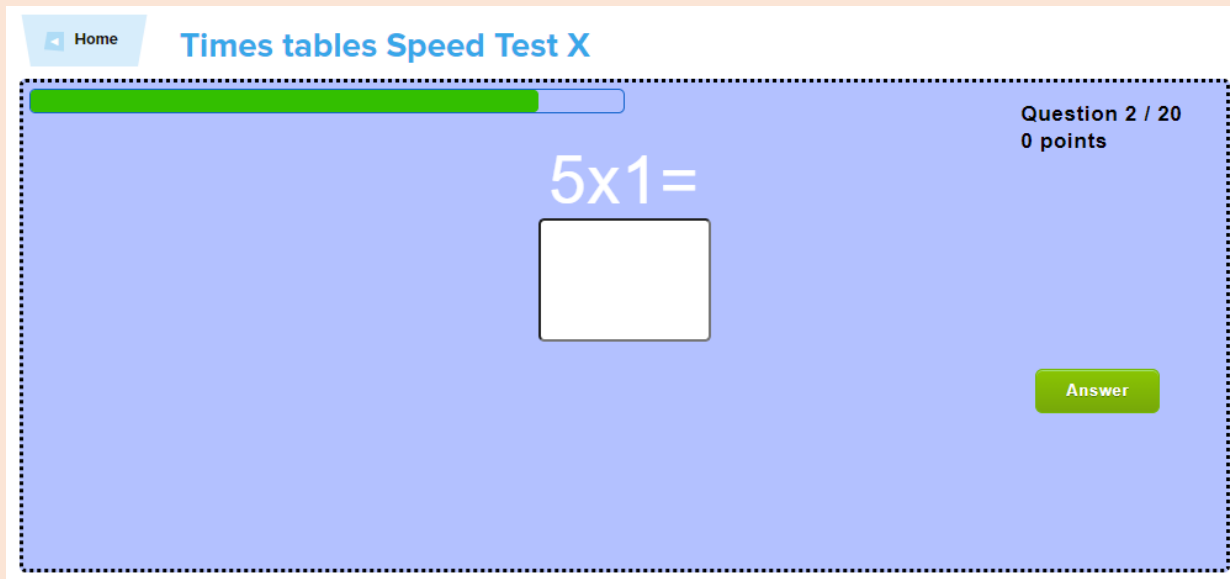 Home
Times tables Speed Test X
Question 2 / 20
0 points
5x1=
Answer